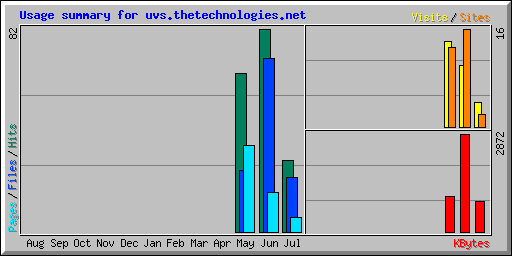 Usage summary for uvs.thetechnologies.net
Visits/Sites
82
16
2872
Pages/Files/Hits
Aug Sep Oct Nov Dec Jan Feb Mar Apr May Jun Jul
KBytes